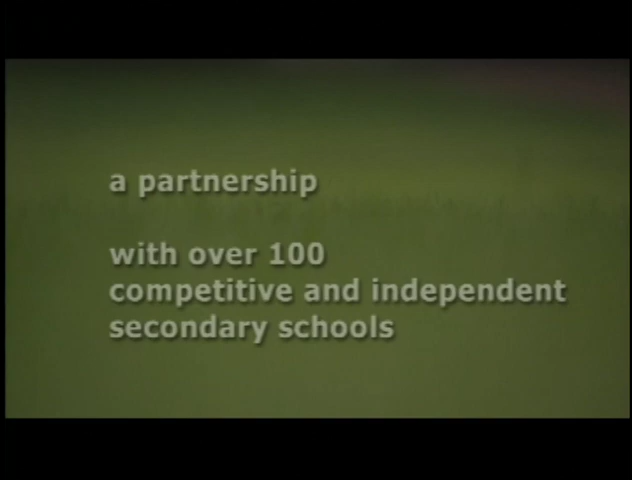 a partnership
with over 100
competitive and independent
secondary schools